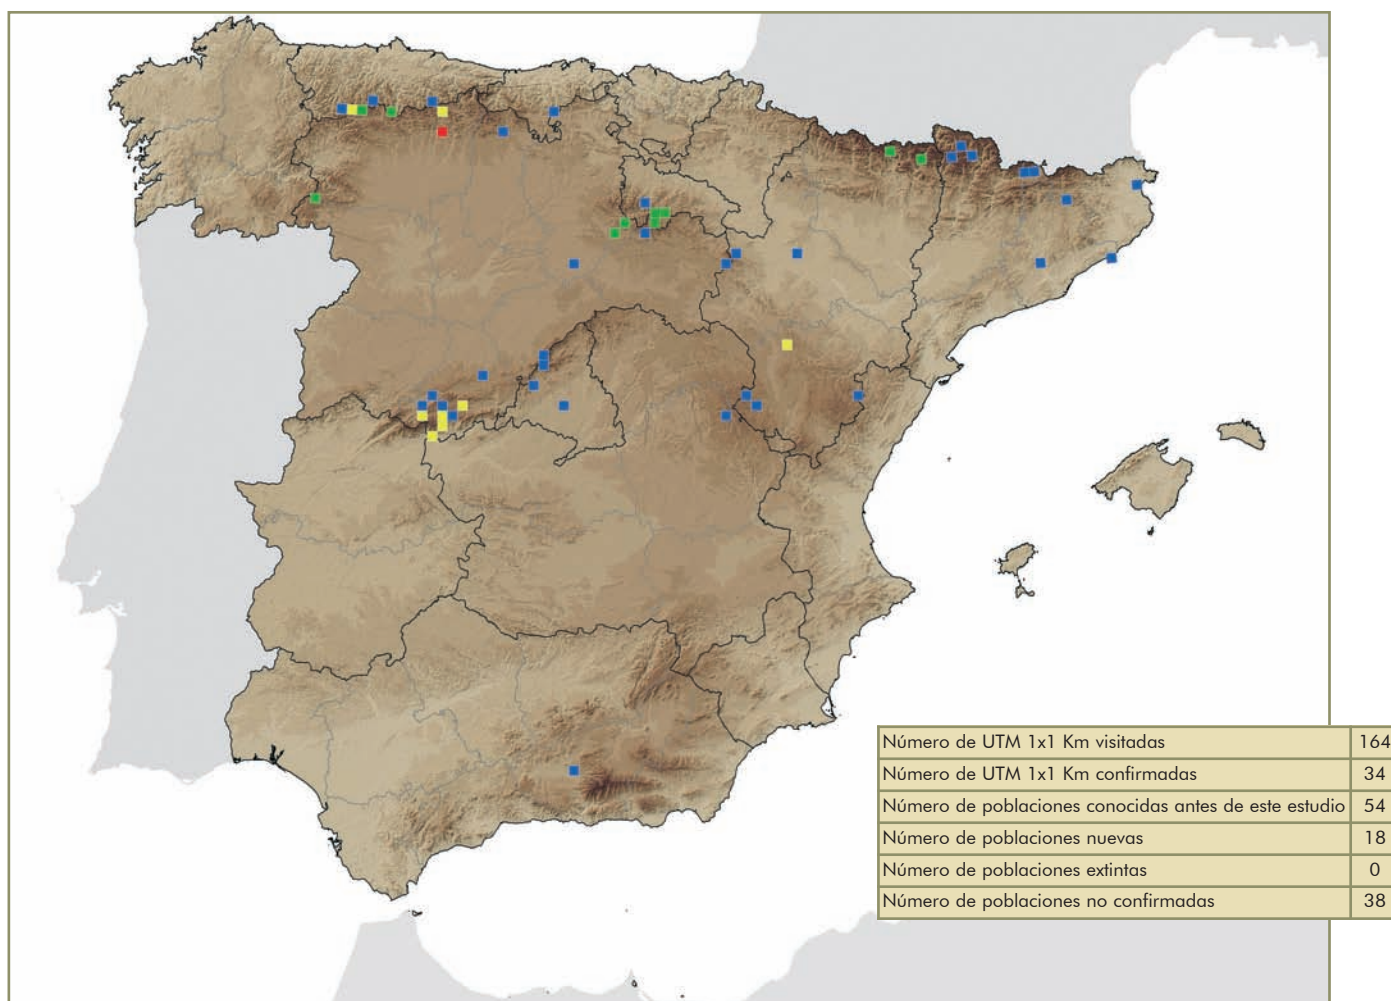 Número de UTM 1x1 Km visitadas 164
Número de UTM 1x1 Km confirmadas 34
Número de poblaciones conocidas antes de este estudio 54
Número de poblaciones nuevas 18
Número de poblaciones extintas 0
Número de poblaciones no confirmadas 38